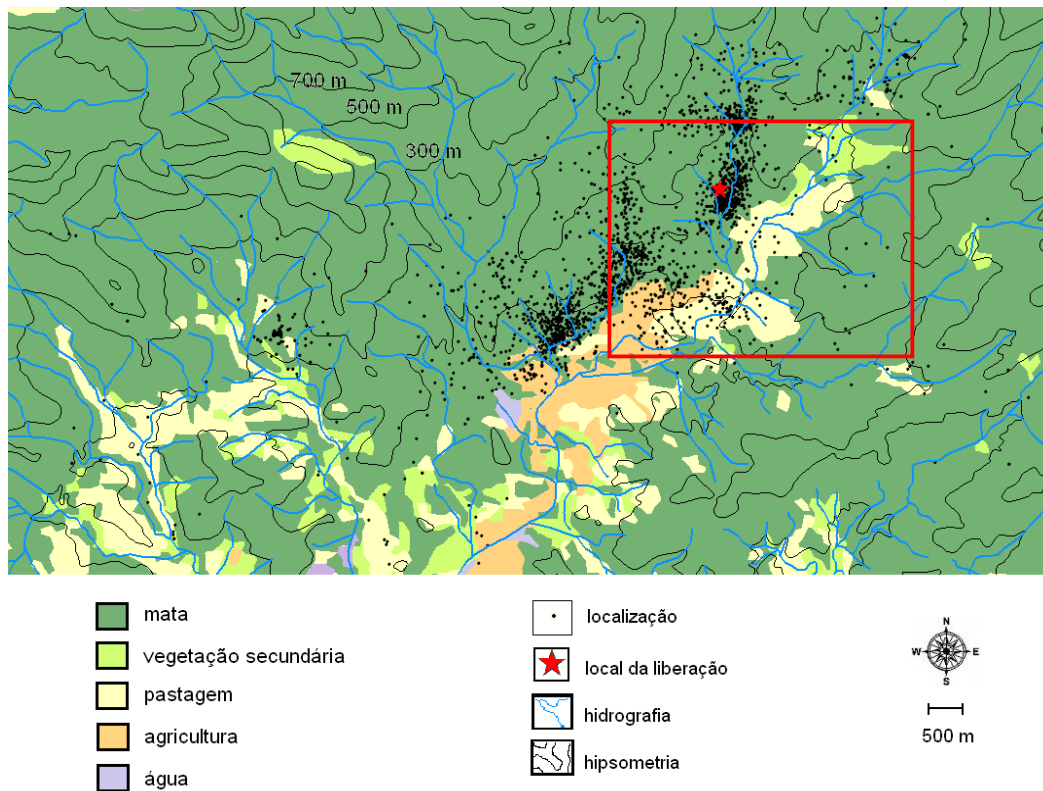 700 m
500 m
300 m
mata
vegetação secundária
pastagem
agricultura
água
localização
local da liberação
hidrografia
hipsometria
N
W E
S
500 m